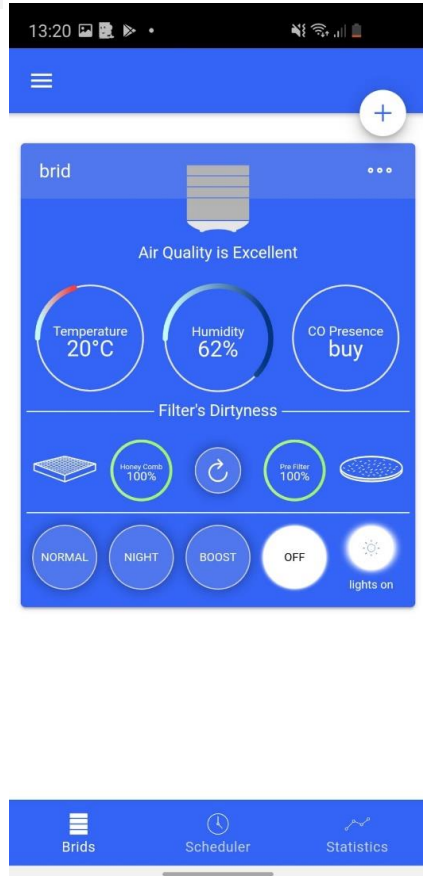 13:20
brid
Air Quality is Excellent
Temperature
20°C
Humidity
62%
CO Presence
buy
Filter's Dirtyness
Honey Comb
100%
Pre Filter
100%
NORMAL
NIGHT
BOOST
OFF
lights on
Brids
Scheduler
Statistics